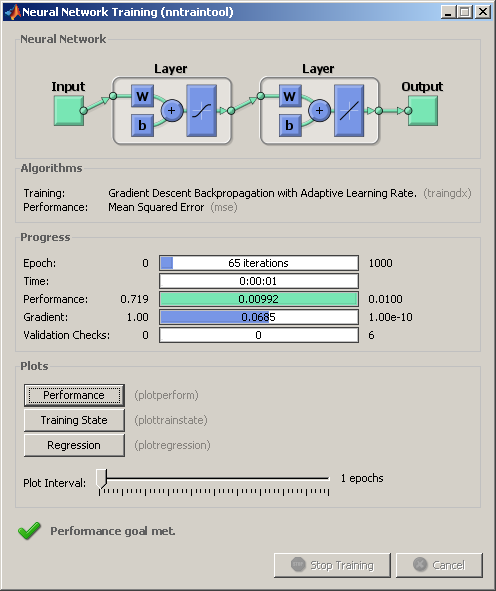 Neural Network Training (nntraintool)
Neural Network
Layer Layer
Input Output
W W
+ +
b b
Algorithms
Training: Gradient Descent Backpropagation with Adaptive Learning Rate. (traingdx)
Performance: Mean Squared Error (mse)
Progress
Epoch: 0 65 iterations 1000
Time: 0:00:01
Performance: 0.719 0.00992 0.0100
Gradient: 1.00 0.0685 1.00e-10
Validation Checks: 0 0 6
Plots
Performance (plotperform)
Training State (plottrainstate)
Regression (plotregression)
Plot Interval: 1 epochs
Performance goal met.
Stop Training Cancel